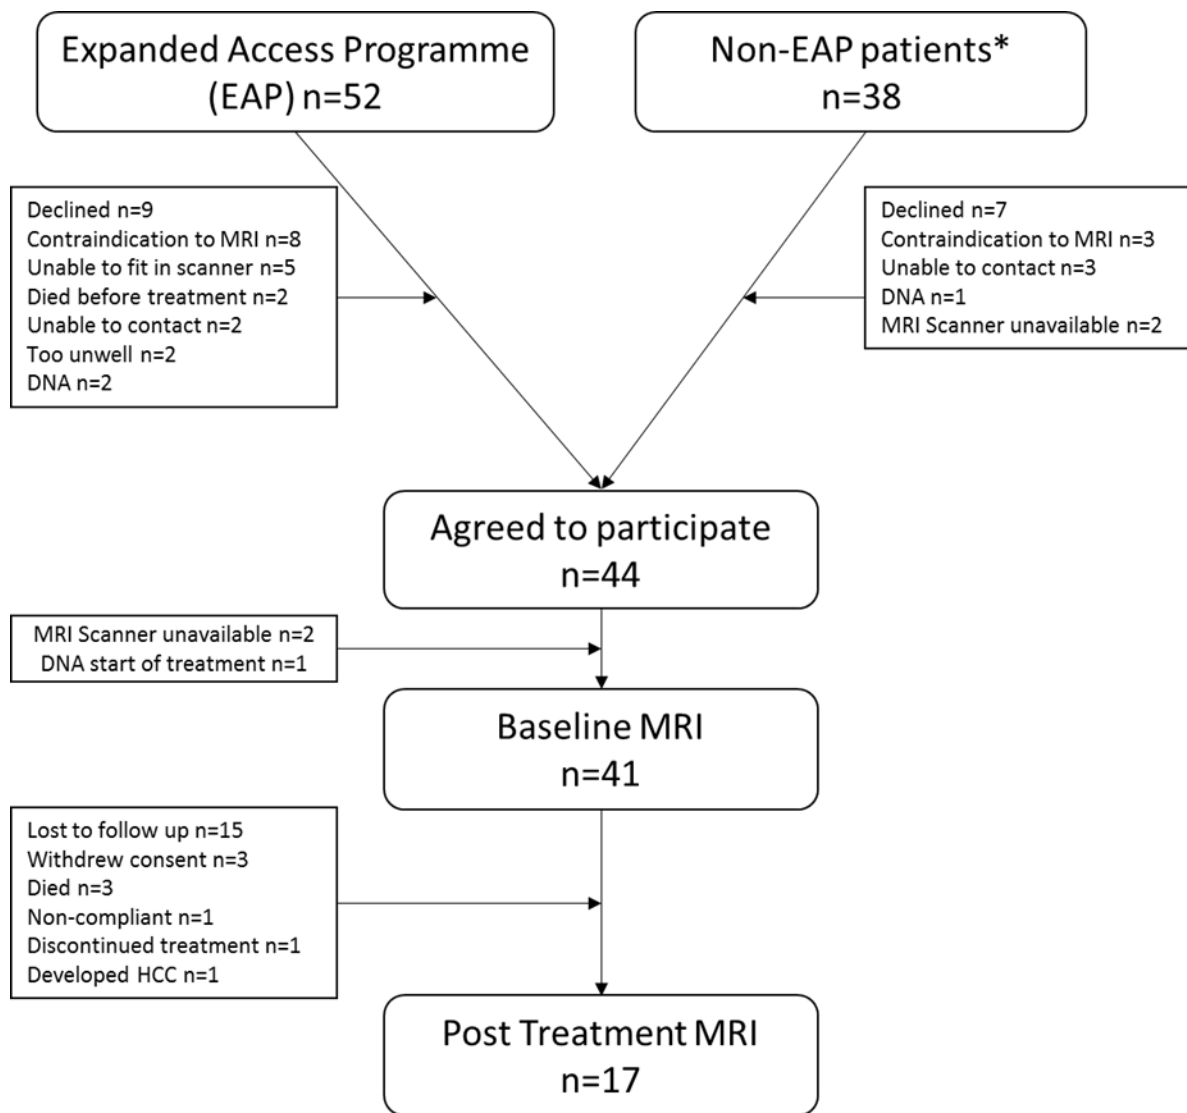 Expanded Access Programme
(EAP) n=52
Non-EAP patients*
n=38
Declined n=9
Contraindication to MRI n=8
Unable to fit in scanner n=5
Died before treatment n=2
Unable to contact n=2
Too unwell n=2
DNA n=2
Declined n=7
Contraindication to MRI n=3
Unable to contact n=3
DNA n=1
MRI Scanner unavailable n=2
Agreed to participate
n=44
MRI Scanner unavailable n=2
DNA start of treatment n=1
Baseline MRI
n=41
Lost to follow up n=15
Withdrew consent n=3
Died n=3
Non-compliant n=1
Discontinued treatment n=1
Developed HCC n=1
Post Treatment MRI
n=17